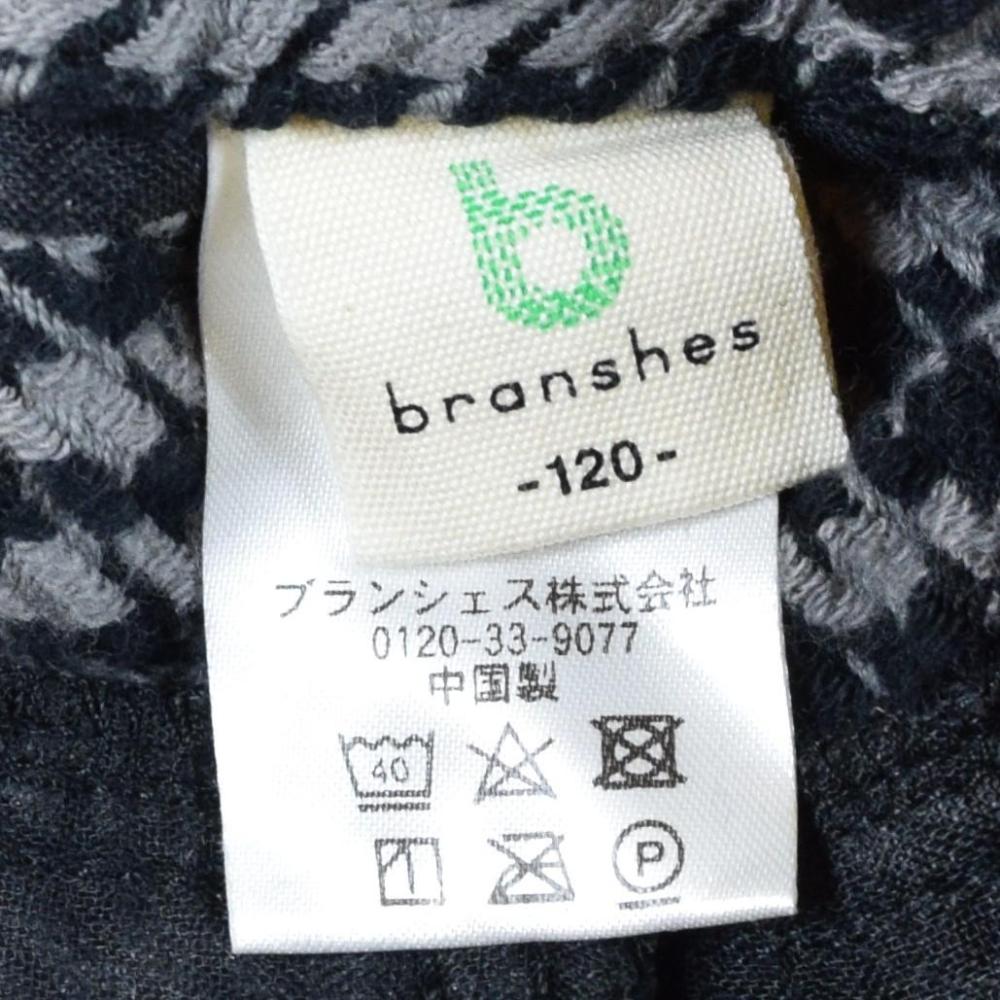 b
branshes
-120-
ブランシェス株式会社
0120-33-9077
中国製
40
P